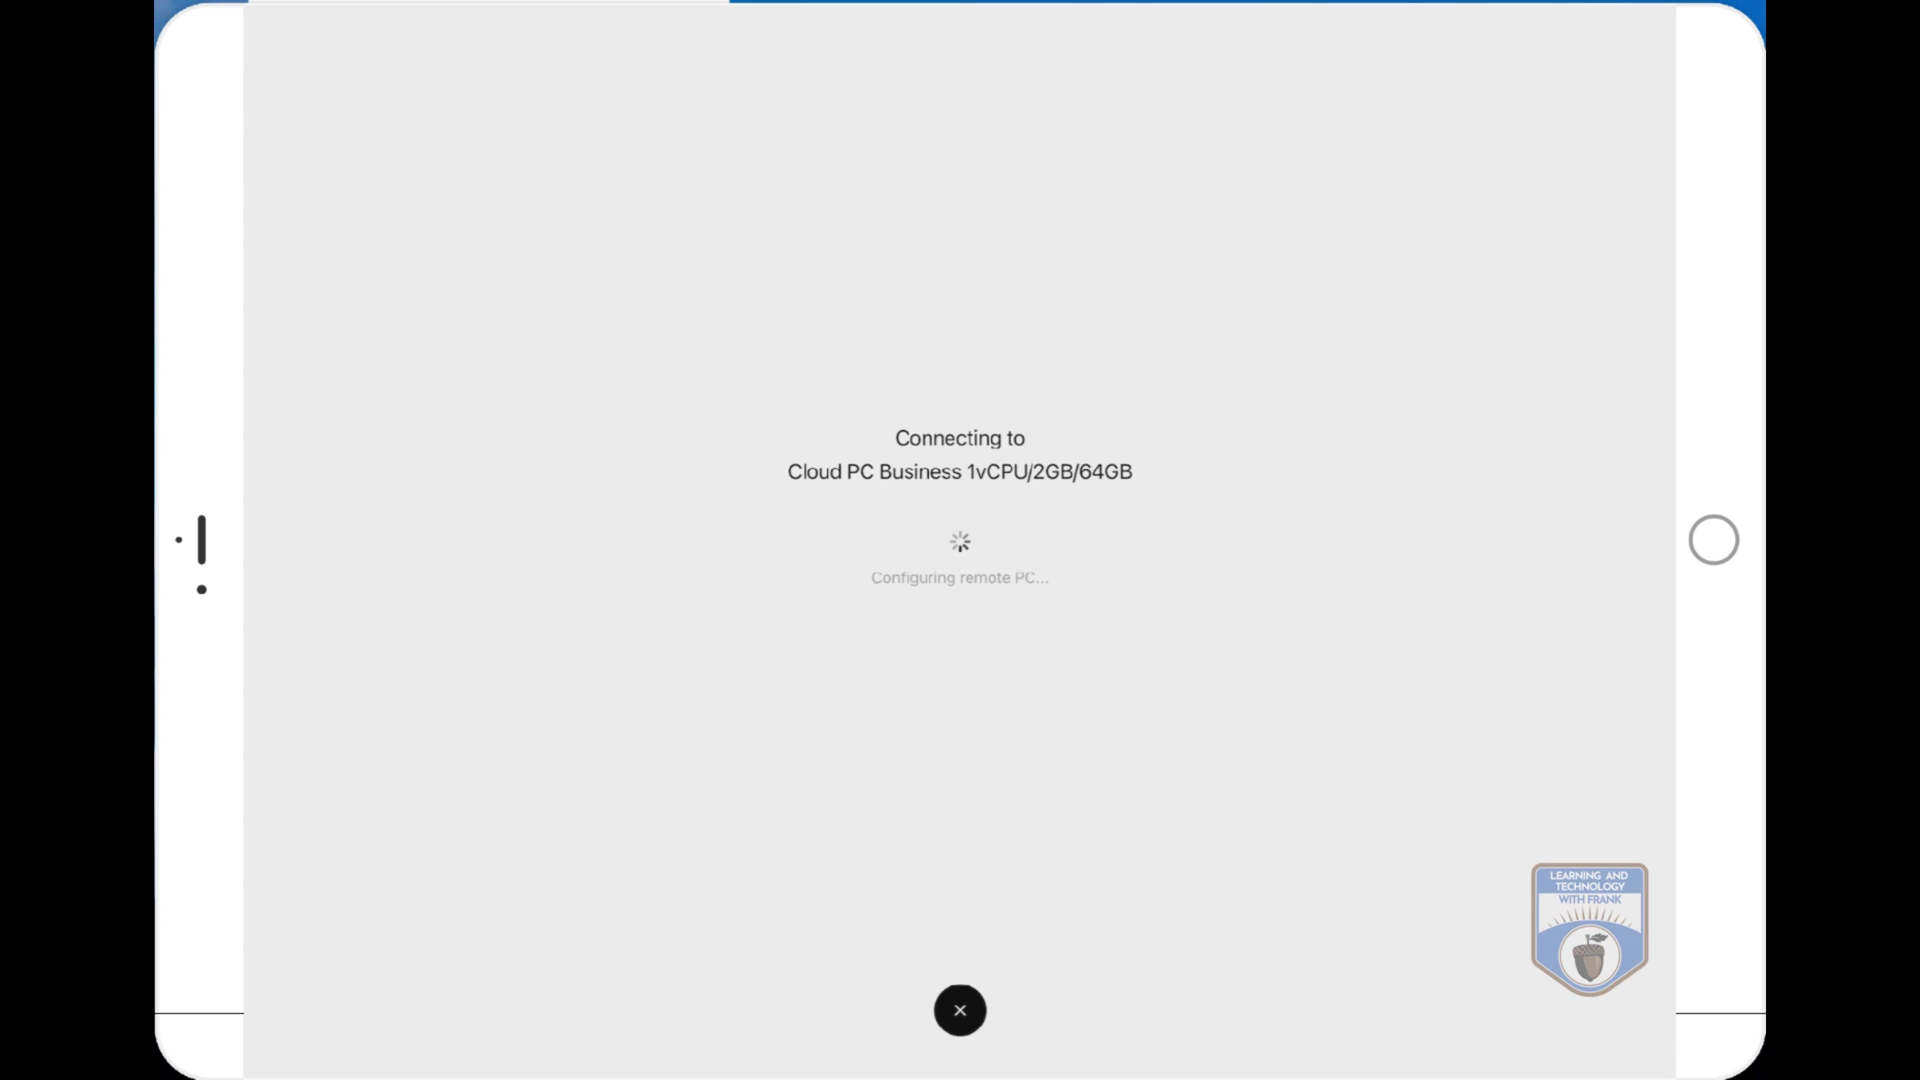 Connecting to
Cloud PC Business 1vCPU/2GB/64GB
Configuring remote PC...
LEARNING AND
TECHNOLOGY
WITH FRANK